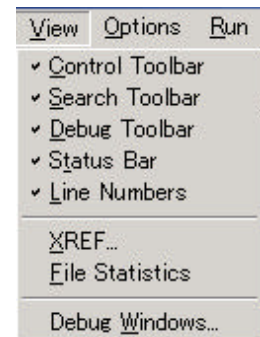 View Options Run
Control Toolbar
Search Toolbar
Debug Toolbar
Status Bar
Line Numbers
XREF...
File Statistics
Debug Windows...